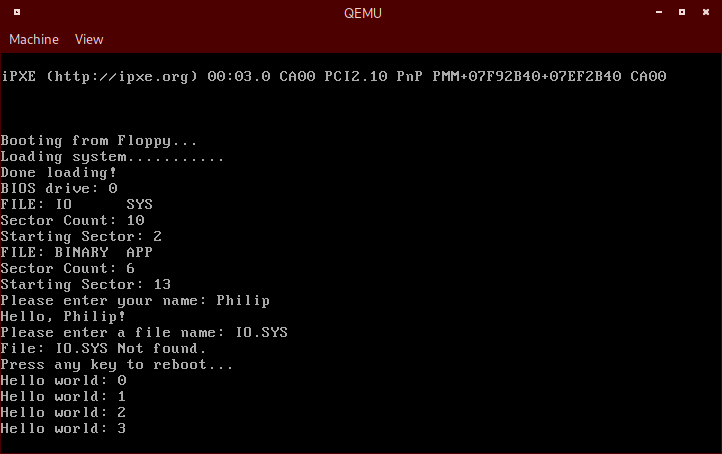 QEMU
Machine View
iPXE (http://ipxe.org) 00:03.0 CA00 PCI2.10 PnP PMM+07F92B40+07EF2B40 CA00
Booting from Floppy...
Loading system...........
Done loading!
BIOS drive: 0
FILE: IO      SYS
Sector Count: 10
Starting Sector: 2
FILE: BINARY  APP
Sector Count: 6
Starting Sector: 13
Please enter your name: Philip
Hello, Philip!
Please enter a file name: IO.SYS
File: IO.SYS Not found.
Press any key to reboot...
Hello world: 0
Hello world: 1
Hello world: 2
Hello world: 3